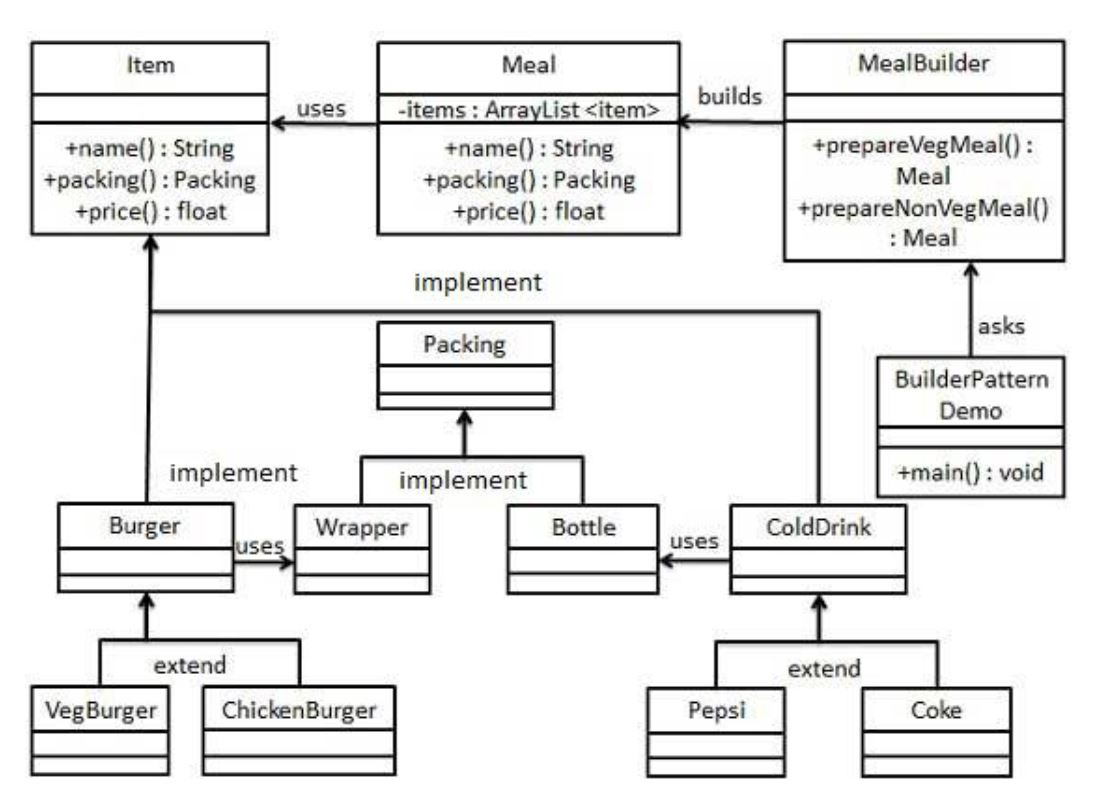 Item
+name() : String
+packing() : Packing
+price() : float
uses
Meal
-items : ArrayList <item>
+name() : String
+packing() : Packing
+price() : float
builds
MealBuilder
+prepareVegMeal() :
Meal
+prepareNonVegMeal()
: Meal
implement
asks
Packing
BuilderPattern
Demo
+main() : void
implement
implement
Burger
uses
Wrapper
Bottle
uses
ColdDrink
extend
extend
VegBurger
ChickenBurger
Pepsi
Coke